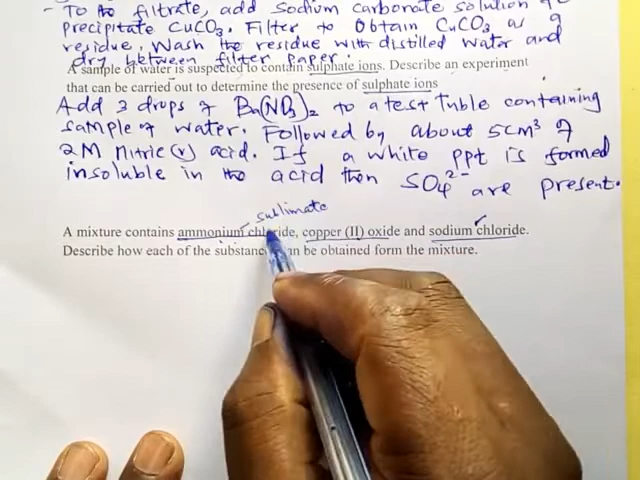 - To the filtrate, add sodium carbonate solution to
precipitate CuCO3. Filter to obtain CuCO3 as a
residue. Wash the residue with distilled water and
dry between filter paper.
A sample of water is suspected to contain sulphate ions. Describe an experiment
that can be carried out to determine the presence of sulphate ions
Add 3 drops of Ba(NO3)2 to a test tube containing
sample of water. Followed by about 5cm³ of
2M nitric (v) acid. If a white ppt is formed
insoluble in the acid then SO4²⁻ are present.
sublimate
A mixture contains ammonium chloride, copper (II) oxide and sodium chloride.
Describe how each of the substance be obtained form the mixture.